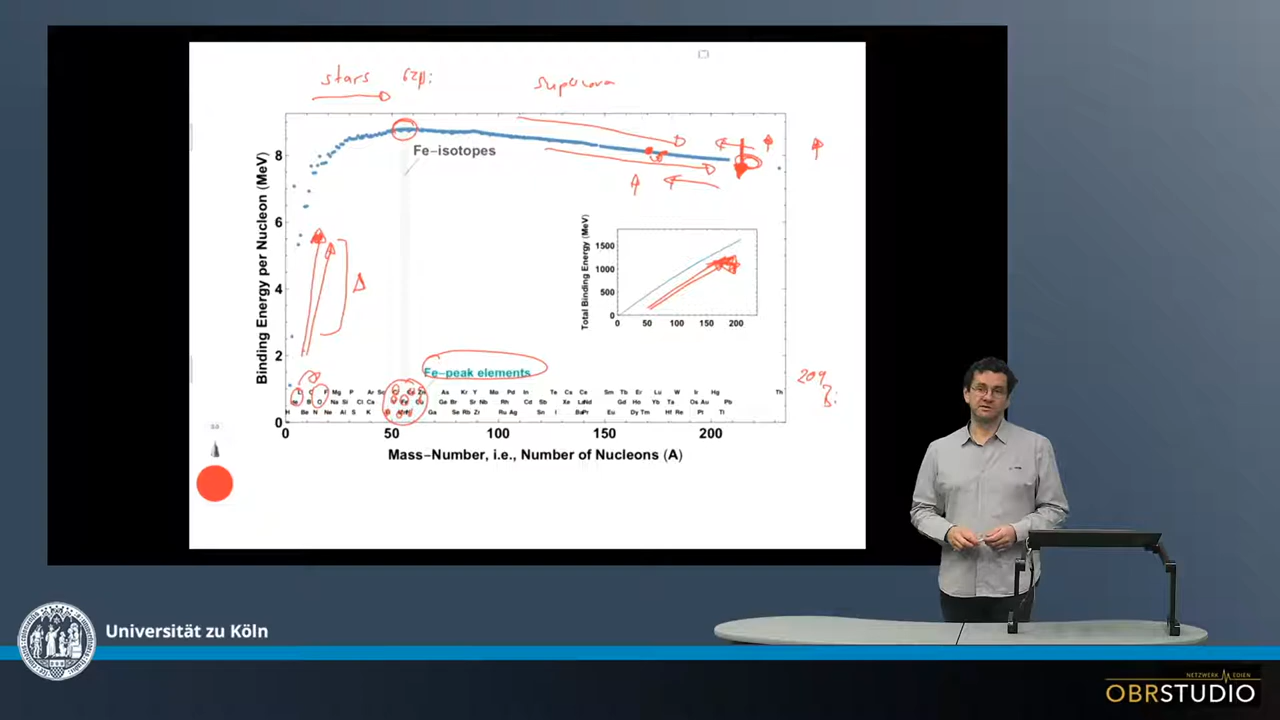 stars
Fe-isotopes
8
6
4
2
0
Binding Energy per Nucleon (MeV)
Δ
Total Binding Energy (MeV)
1500
1000
500
0
0 50 100 150 200
209
Fe-peak elements
Mg P Ar Sc As Kr Y Mo Pd In Te Cs Ce Sm Tb Er Lu W Ir Hg Th
Na Si Cl Ca Fe Cu Ge Br Sr Nb Rh Cd Sb Xe Gd Ho Yb Ta Os Au Pb
H Be N Ne Al S K Ga Se Rb Zr Ru Ag Sn I Eu Dy Tm Hf Re Pt Tl
0 50 100 150 200
Mass-Number, i.e., Number of Nucleons (A)
Universität zu Köln
NETZWERK MEDIEN
OBRSTUDIO